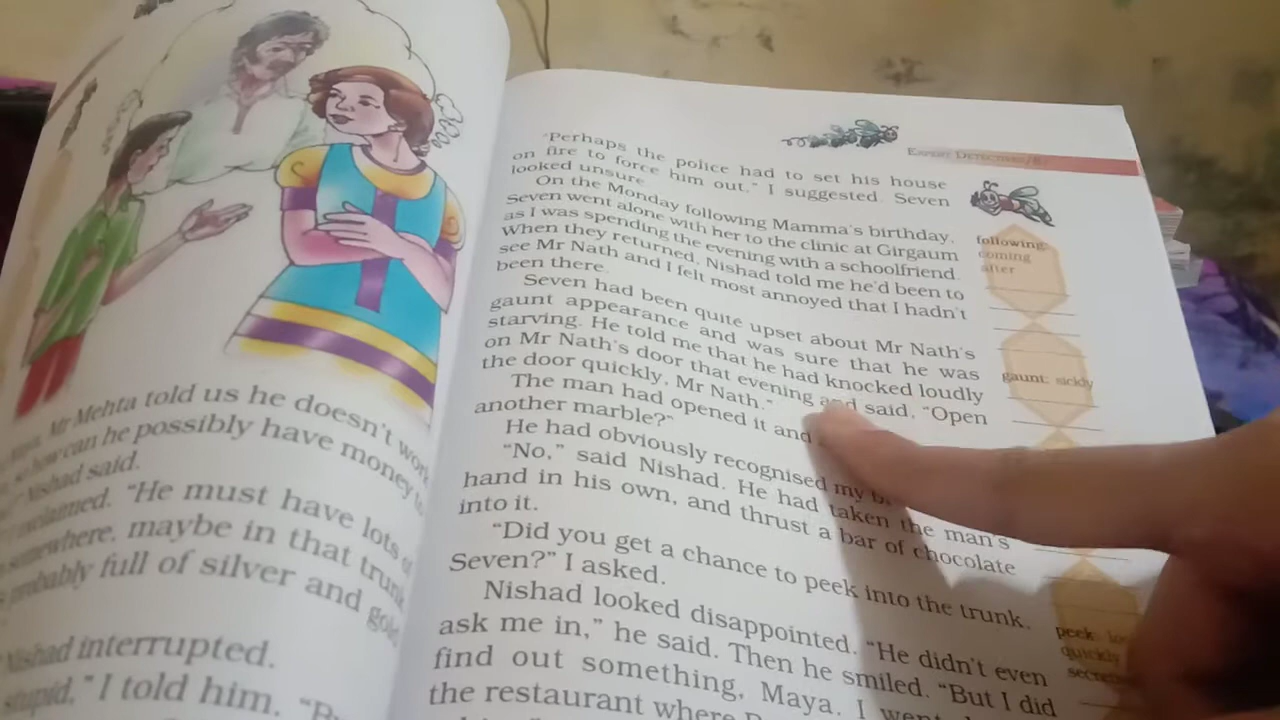 Mr Mehta told us he doesn't work
how can he possibly have money to
Nishad said.
exclaimed. "He must have lots of
somewhere, maybe in that trunk
probably full of silver and gold
Nishad interrupted.
stupid," I told him.
EXPERT DETECTIVES/
"Perhaps the police had to set his house
on fire to force him out," I suggested. Seven
looked unsure.
On the Monday following Mamma's birthday,
Seven went alone with her to the clinic at Girgaum
as I was spending the evening with a schoolfriend.
When they returned, Nishad told me he'd been to
see Mr Nath and I felt most annoyed that I hadn't
been there.
Seven had been quite upset about Mr Nath's
gaunt appearance and was sure that he was
starving. He told me that he had knocked loudly
on Mr Nath's door that evening and said, "Open
the door quickly, Mr Nath."
The man had opened it and
another marble?"
He had obviously recognised my
"No," said Nishad. He had taken the man's
hand in his own, and thrust a bar of chocolate
into it.
"Did you get a chance to peek into the trunk,
Seven?" I asked.
Nishad looked disappointed. "He didn't even
ask me in," he said. Then he smiled. "But I did
find out something, Maya. I went
the restaurant where
following:
coming
after
gaunt: sickly
peek:
quickly